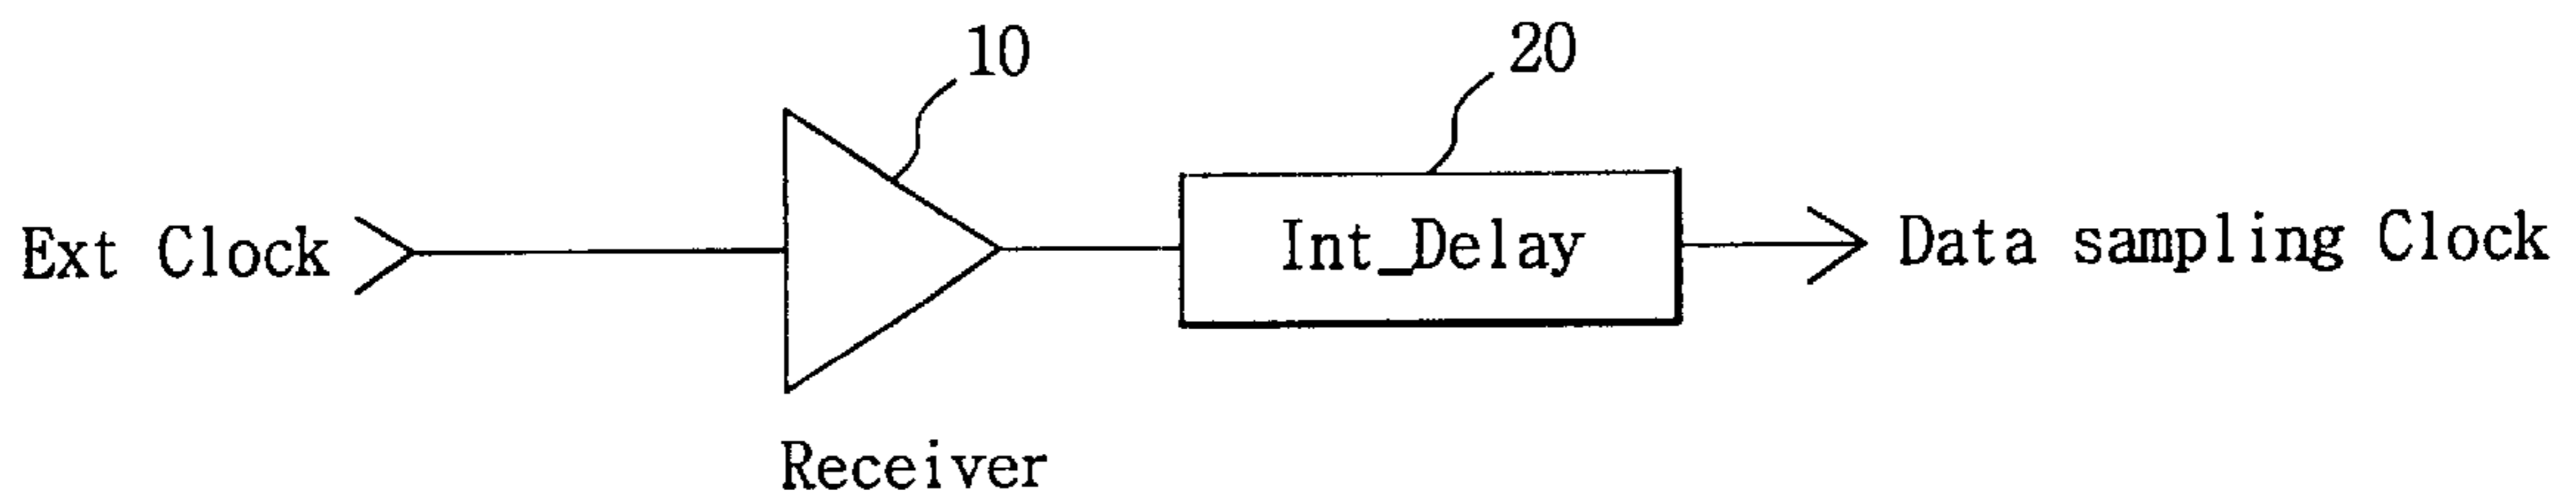 10
20
Ext Clock
Int_Delay
Data sampling Clock
Receiver